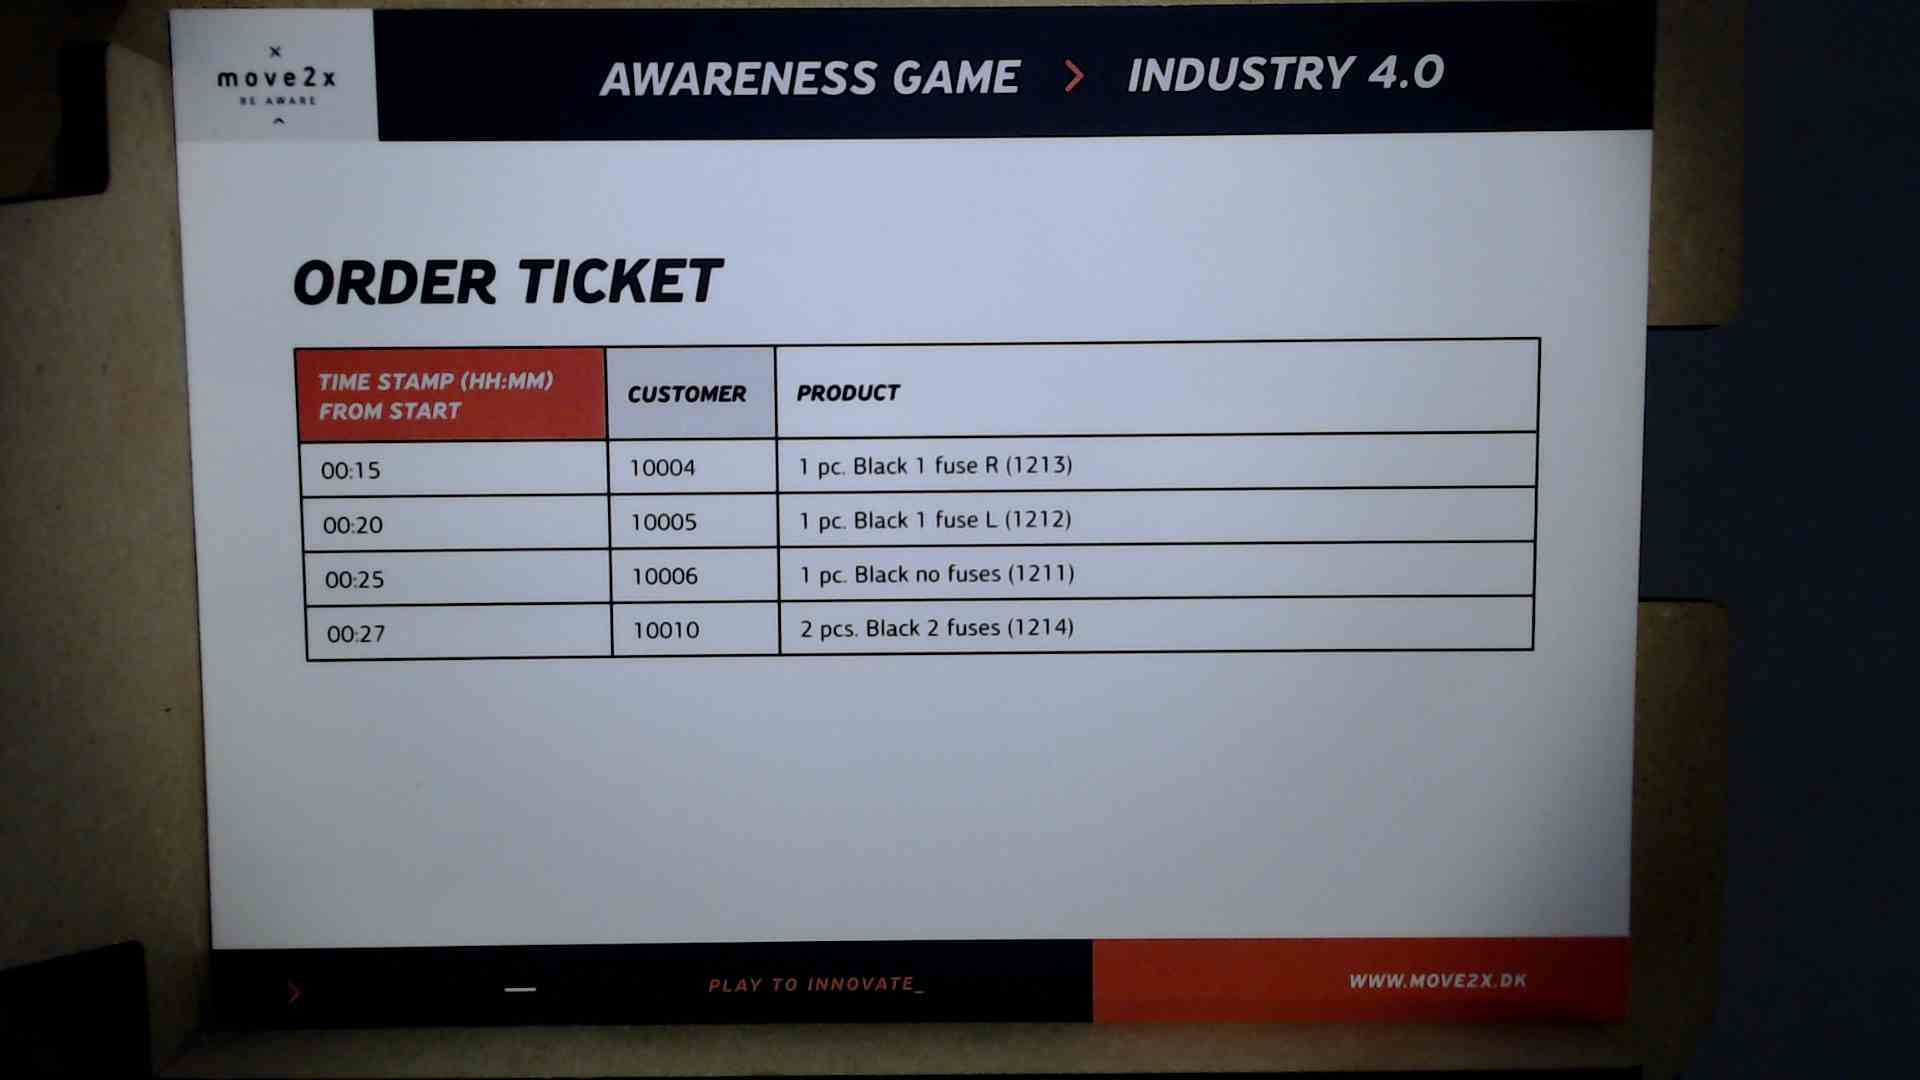 move2x
BE AWARE
AWARENESS GAME > INDUSTRY 4.0
ORDER TICKET
TIME STAMP (HH:MM) FROM START CUSTOMER PRODUCT
00:15 10004 1 pc. Black 1 fuse R (1213)
00:20 10005 1 pc. Black 1 fuse L (1212)
00:25 10006 1 pc. Black no fuses (1211)
00:27 10010 2 pcs. Black 2 fuses (1214)
> — PLAY TO INNOVATE_ WWW.MOVE2X.DK